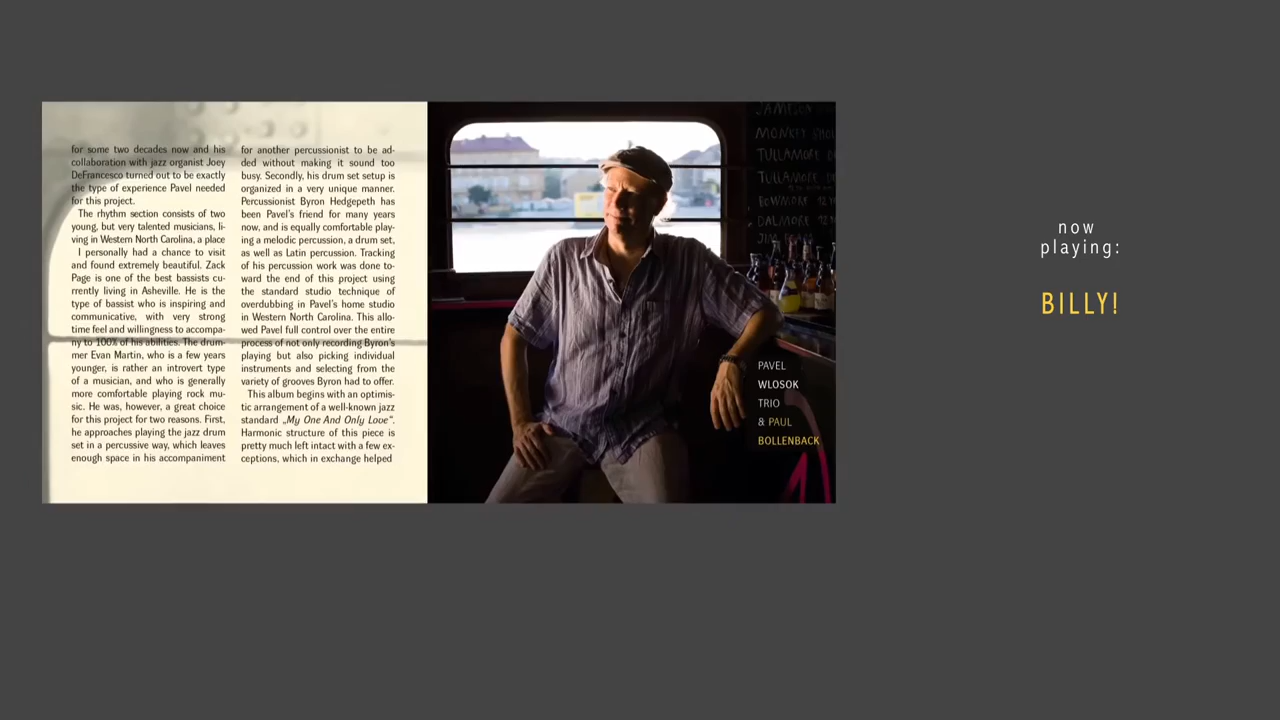 for some two decades now and his
collaboration with jazz organist Joey
DeFrancesco turned out to be exactly
the type of experience Pavel needed
for this project.
The rhythm section consists of two
young, but very talented musicians, li-
ving in Western North Carolina, a place
I personally had a chance to visit
and found extremely beautiful. Zack
Page is one of the best bassists cu-
rrently living in Asheville. He is the
type of bassist who is inspiring and
communicative, with very strong
time feel and willingness to accompa-
ny to 100% of his abilities. The drum-
mer Evan Martin, who is a few years
younger, is rather an introvert type
of a musician, and who is generally
more comfortable playing rock mu-
sic. He was, however, a great choice
for this project for two reasons. First,
he approaches playing the jazz drum
set in a percussive way, which leaves
enough space in his accompaniment
for another percussionist to be ad-
ded without making it sound too
busy. Secondly, his drum set setup is
organized in a very unique manner.
Percussionist Byron Hedgepeth has
been Pavel's friend for many years
now, and is equally comfortable play-
ing a melodic percussion, a drum set,
as well as Latin percussion. Tracking
of his percussion work was done to-
ward the end of this project using
the standard studio technique of
overdubbing in Pavel's home studio
in Western North Carolina. This allo-
wed Pavel full control over the entire
process of not only recording Byron's
playing but also picking individual
instruments and selecting from the
variety of grooves Byron had to offer.
This album begins with an optimis-
tic arrangement of a well-known jazz
standard „My One And Only Love“.
Harmonic structure of this piece is
pretty much left intact with a few ex-
ceptions, which in exchange helped
JAMESON
MONKEY SHOU
TULLAMORE D
TULLAMORE DE
BOWMORE 12Y
DALMORE 12Y
JIM BEAM
PAVEL
WLOSOK
TRIO
& PAUL
BOLLENBACK
now
playing:
BILLY!